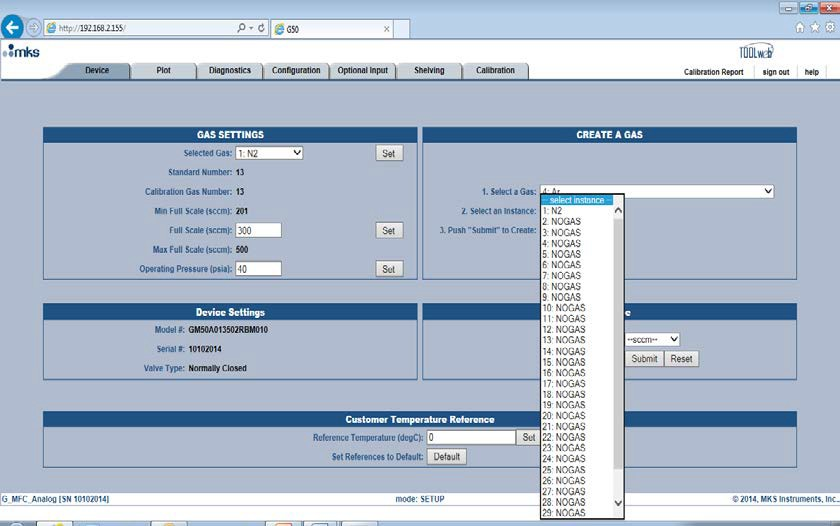 http://192.168.2.155/
G50
mks
TOOLweb
Device
Plot
Diagnostics
Configuration
Optional Input
Shelving
Calibration
Calibration Report
sign out
help
GAS SETTINGS
Selected Gas: 1: N2
Set
Standard Number: 13
Calibration Gas Number: 13
Min Full Scale (sccm): 201
Full Scale (sccm): 300
Set
Max Full Scale (sccm): 500
Operating Pressure (psia): 40
Set
CREATE A GAS
1. Select a Gas: 4: Ar
2. Select an Instance:
3. Push "Submit" to Create:
-- select instance --
1: N2
2: NOGAS
3: NOGAS
4: NOGAS
5: NOGAS
6: NOGAS
7: NOGAS
8: NOGAS
9: NOGAS
10: NOGAS
11: NOGAS
12: NOGAS
13: NOGAS
14: NOGAS
15: NOGAS
16: NOGAS
17: NOGAS
18: NOGAS
19: NOGAS
20: NOGAS
21: NOGAS
22: NOGAS
23: NOGAS
24: NOGAS
25: NOGAS
26: NOGAS
27: NOGAS
28: NOGAS
29: NOGAS
Device Settings
Model #: GM50A013502RBM010
Serial #: 10102014
Valve Type: Normally Closed
--sccm--
Submit
Reset
Customer Temperature Reference
Reference Temperature (degC): 0
Set
Set References to Default: Default
G_MFC_Analog [SN 10102014]
mode: SETUP
© 2014, MKS Instruments, Inc.